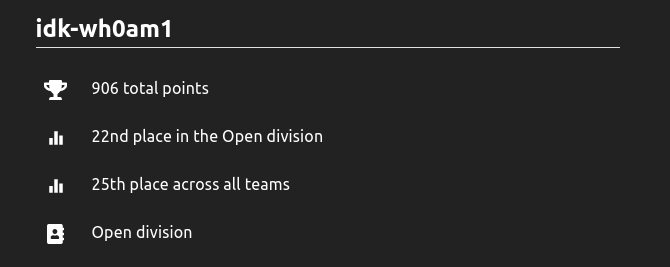 idk-wh0am1
906 total points
22nd place in the Open division
25th place across all teams
Open division